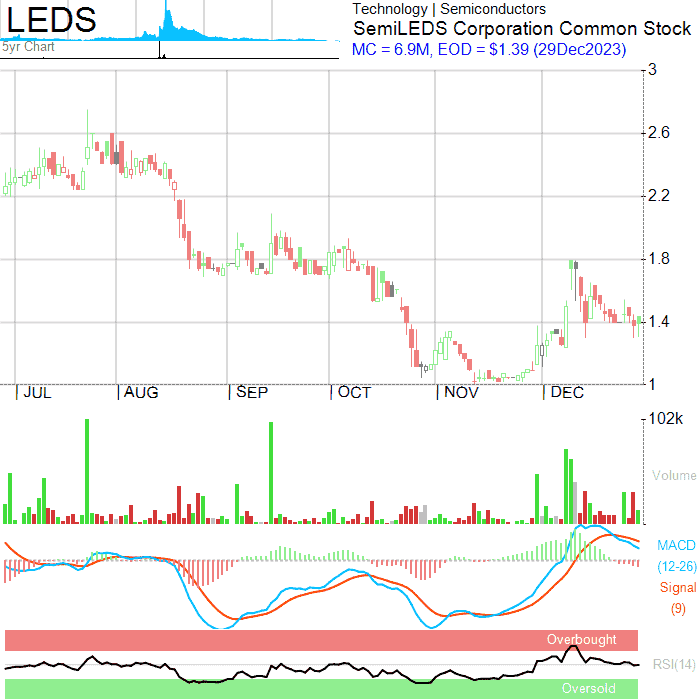 LEDS
5yr Chart
Technology | Semiconductors
SemiLEDS Corporation Common Stock
MC = 6.9M, EOD = $1.39 (29Dec2023)
3
2.6
2.2
1.8
1.4
1
| JUL | AUG | SEP | OCT | NOV | DEC
102k
Volume
MACD
(12-26)
Signal
(9)
Overbought
RSI(14)
Oversold